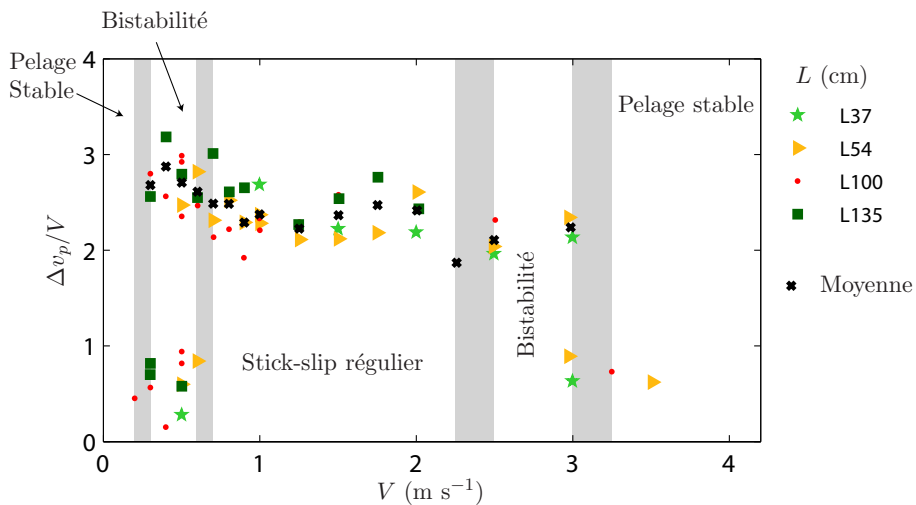 Bistabilité
Pelage
Stable
Pelage stable
Bistabilité
Stick-slip régulier
Δv_p/V
4
3
2
1
0
0 1 2 3 4
V (m s⁻¹)
L (cm)
L37
L54
L100
L135
Moyenne